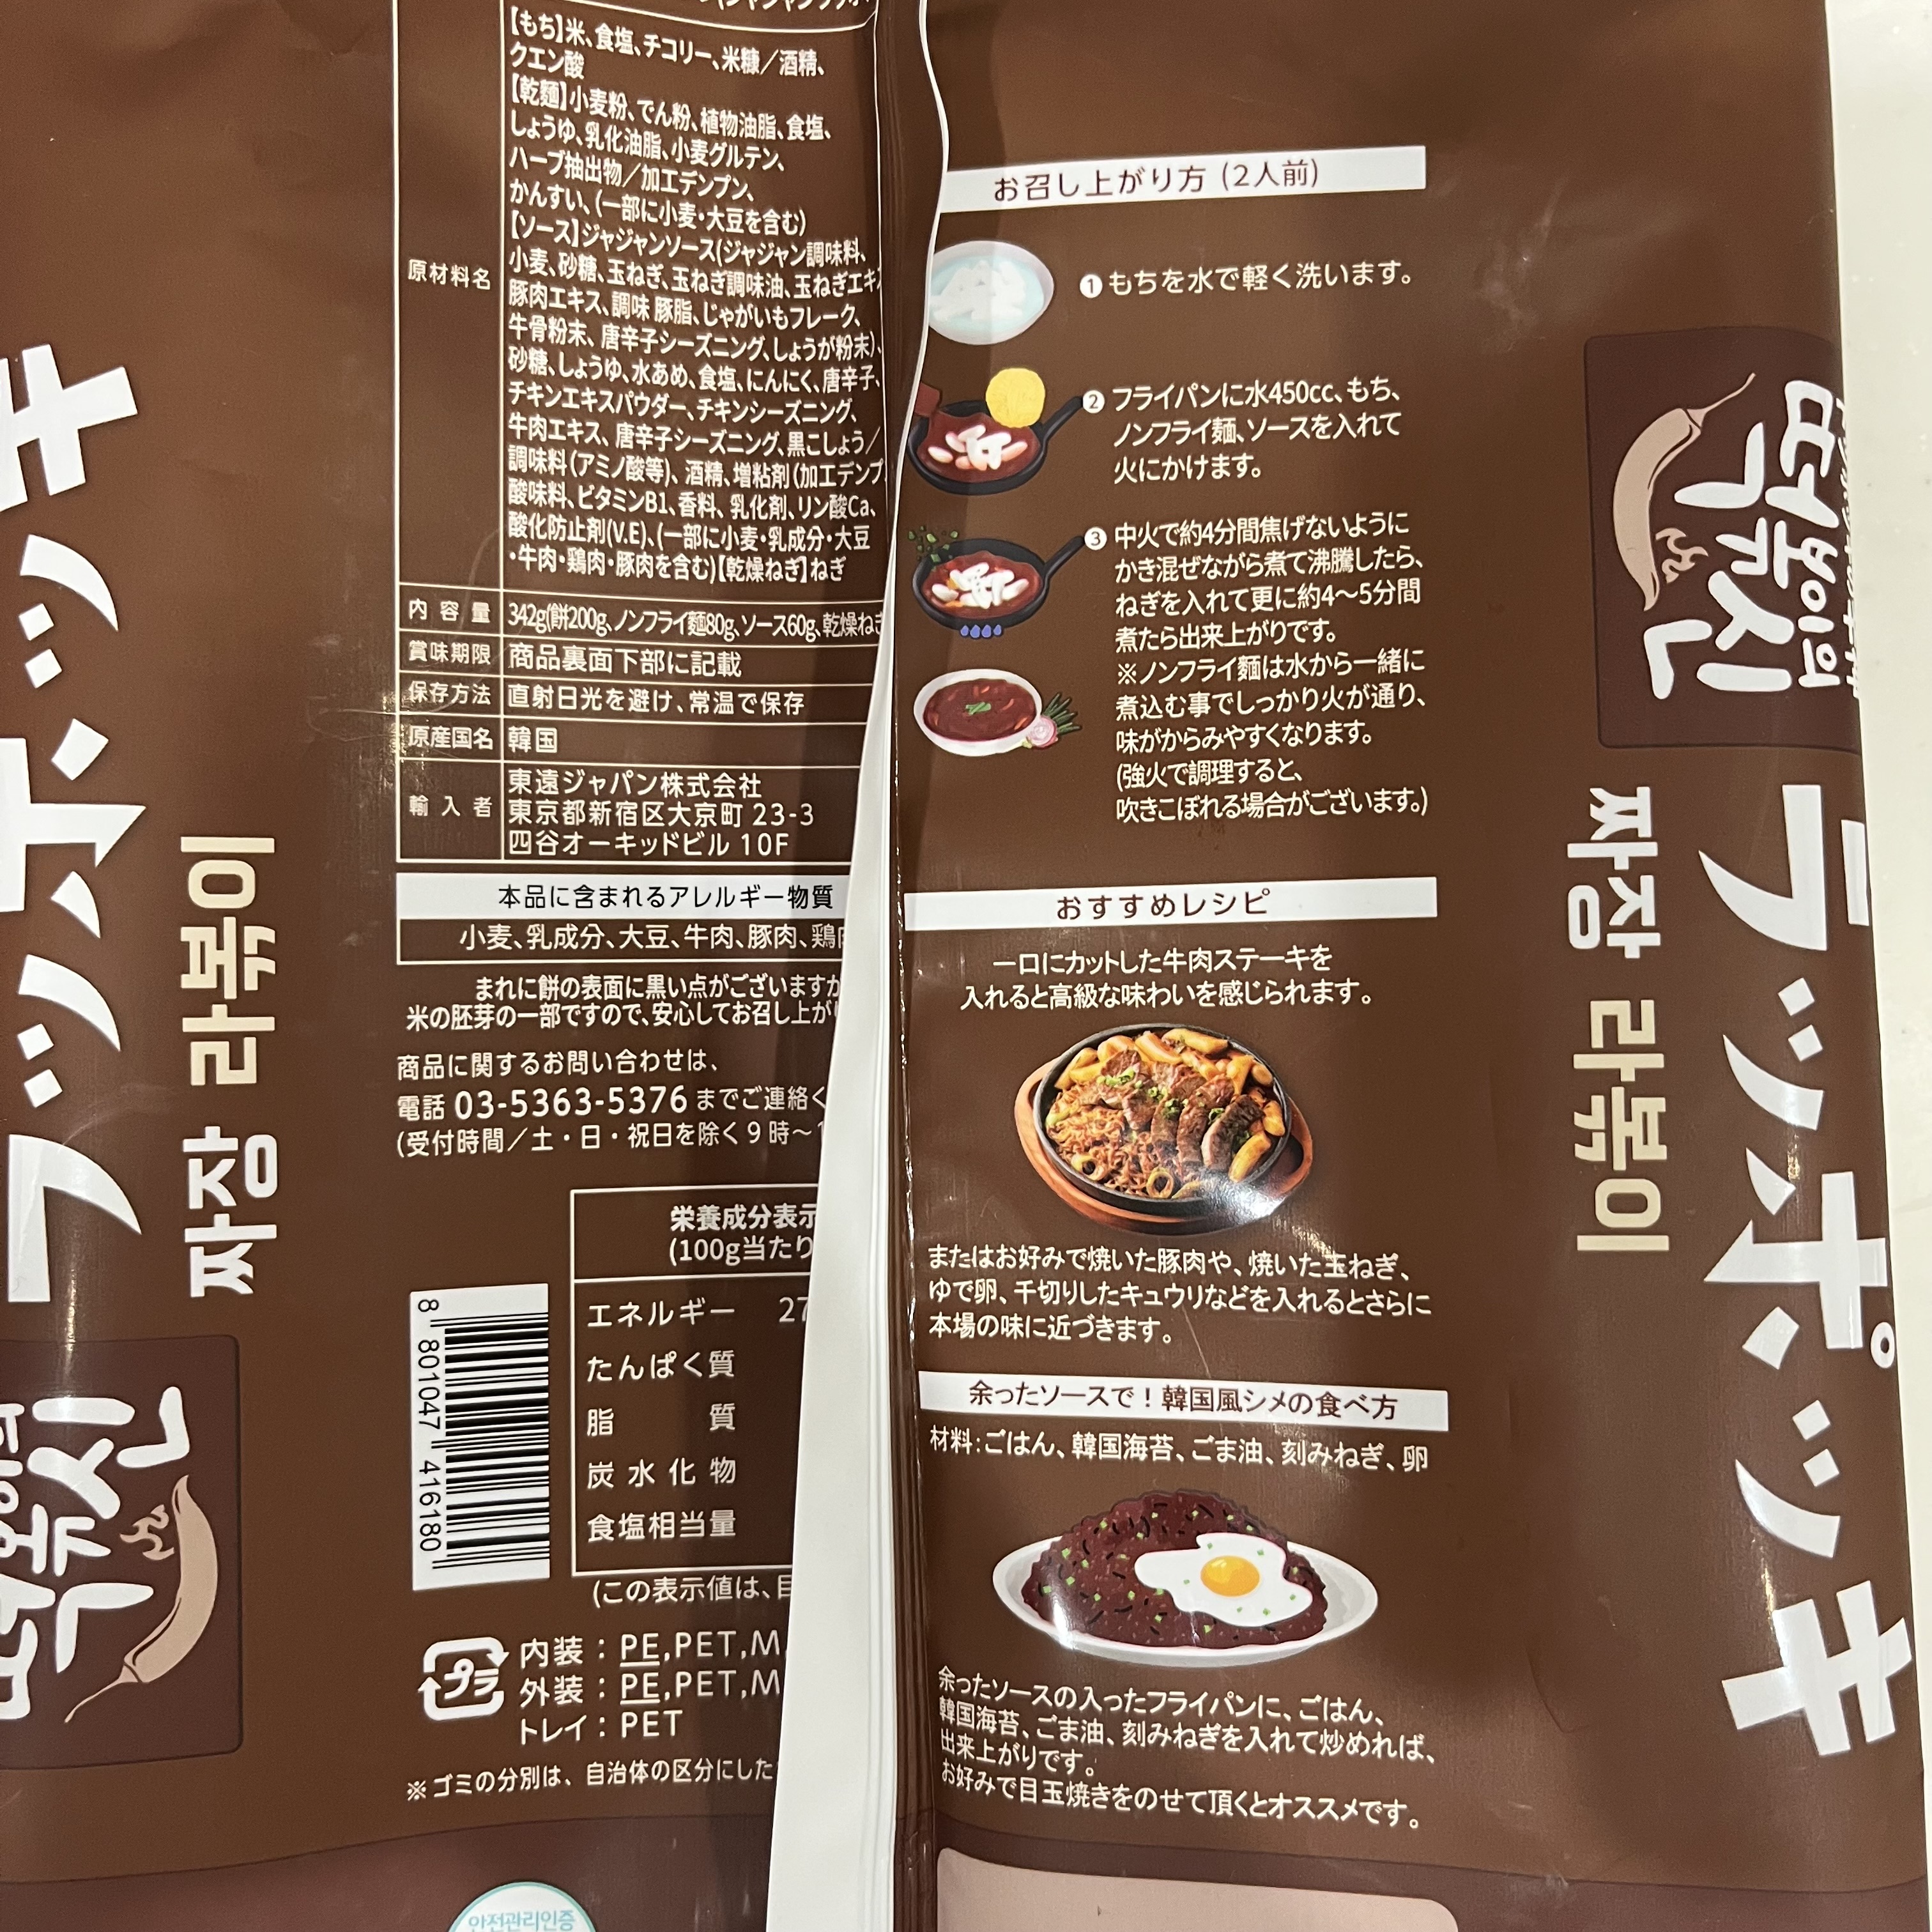 【もち】米、食塩、チコリー、米糠／酒精、
クエン酸
【乾麺】小麦粉、でん粉、植物油脂、食塩、
しょうゆ、乳化油脂、小麦グルテン、
ハーブ抽出物／加工デンプン、
かんすい、(一部に小麦・大豆を含む)
【ソース】ジャジャンソース(ジャジャン調味料、
小麦、砂糖、玉ねぎ、玉ねぎ調味油、玉ねぎエキ
豚肉エキス、調味 豚脂、じゃがいもフレーク、
牛骨粉末、唐辛子シーズニング、しょうが粉末)、
砂糖、しょうゆ、水あめ、食塩、にんにく、唐辛子、
チキンエキスパウダー、チキンシーズニング、
牛肉エキス、唐辛子シーズニング、黒こしょう／
調味料(アミノ酸等)、酒精、増粘剤(加工デンプ
酸味料、ビタミンB1、香料、乳化剤、リン酸Ca、
酸化防止剤(V.E)、(一部に小麦・乳成分・大豆
・牛肉・鶏肉・豚肉を含む)【乾燥ねぎ】ねぎ
原材料名
内容量 342g(餅200g、ノンフライ麺80g、ソース60g、乾燥ねぎ
賞味期限 商品裏面下部に記載
保存方法 直射日光を避け、常温で保存
原産国名 韓国
輸入者 東遠ジャパン株式会社
東京都新宿区大京町 23-3
四谷オーキッドビル 10F
本品に含まれるアレルギー物質
小麦、乳成分、大豆、牛肉、豚肉、鶏
まれに餅の表面に黒い点がございますが
米の胚芽の一部ですので、安心してお召し上が
商品に関するお問い合わせは、
電話 03-5363-5376 までご連絡く
(受付時間／土・日・祝日を除く9時〜1
栄養成分表示
(100g当たり
エネルギー 27
たんぱく質
脂質
炭水化物
食塩相当量
(この表示値は、目
8 801047 416180
プラ
内装：PE,PET,M
外装：PE,PET,M
トレイ：PET
※ゴミの分別は、自治体の区分にした
안전관리인증
お召し上がり方 (2人前)
1 もちを水で軽く洗います。
2 フライパンに水450cc、もち、
ノンフライ麺、ソースを入れて
火にかけます。
3 中火で約4分間焦げないように
かき混ぜながら煮て沸騰したら、
ねぎを入れて更に約4〜5分間
煮たら出来上がりです。
※ノンフライ麺は水から一緒に
煮込む事でしっかり火が通り、
味がからみやすくなります。
(強火で調理すると、
吹きこぼれる場合がございます。)
おすすめレシピ
一口にカットした牛肉ステーキを
入れると高級な味わいを感じられます。
またはお好みで焼いた豚肉や、焼いた玉ねぎ、
ゆで卵、千切りしたキュウリなどを入れるとさらに
本場の味に近づきます。
余ったソースで！韓国風シメの食べ方
材料：ごはん、韓国海苔、ごま油、刻みねぎ、卵
余ったソースの入ったフライパンに、ごはん、
韓国海苔、ごま油、刻みねぎを入れて炒めれば、
出来上がりです。
お好みで目玉焼きをのせて頂くとオススメです。
떡볶이의
신
짜장 라볶이
ラッポッキ
짜장 라볶이
ラッポッキ